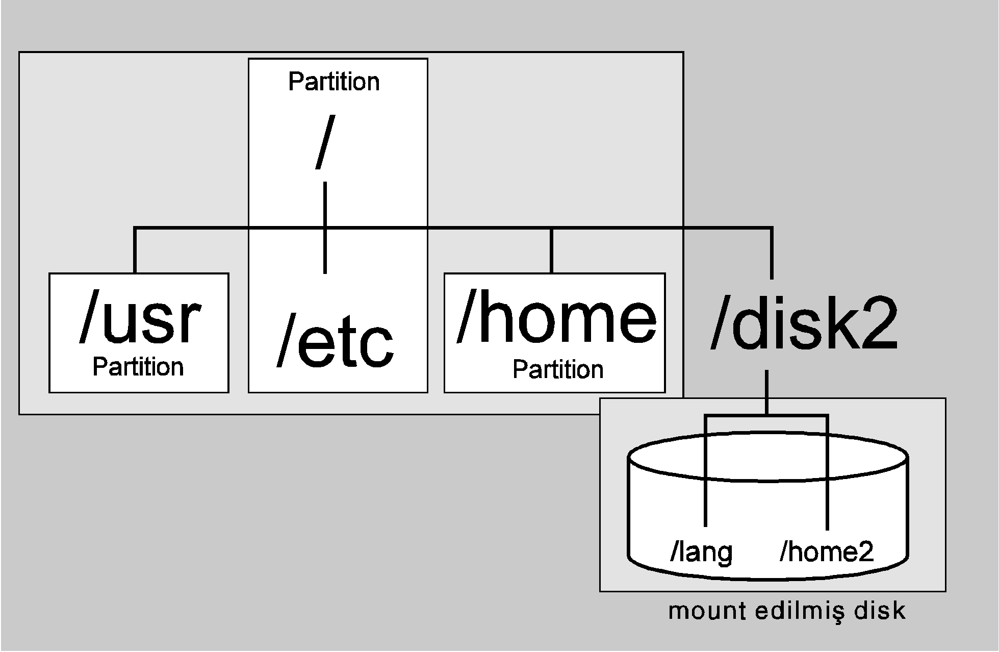 Partition
/
/usr
Partition
/etc
/home
Partition
/disk2
/lang
/home2
mount edilmiş disk